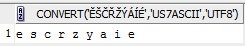 CONVERT('ĚŠČŘŽÝÁÍÉ','US7ASCII','UTF8')
1 e s c r z y a i e